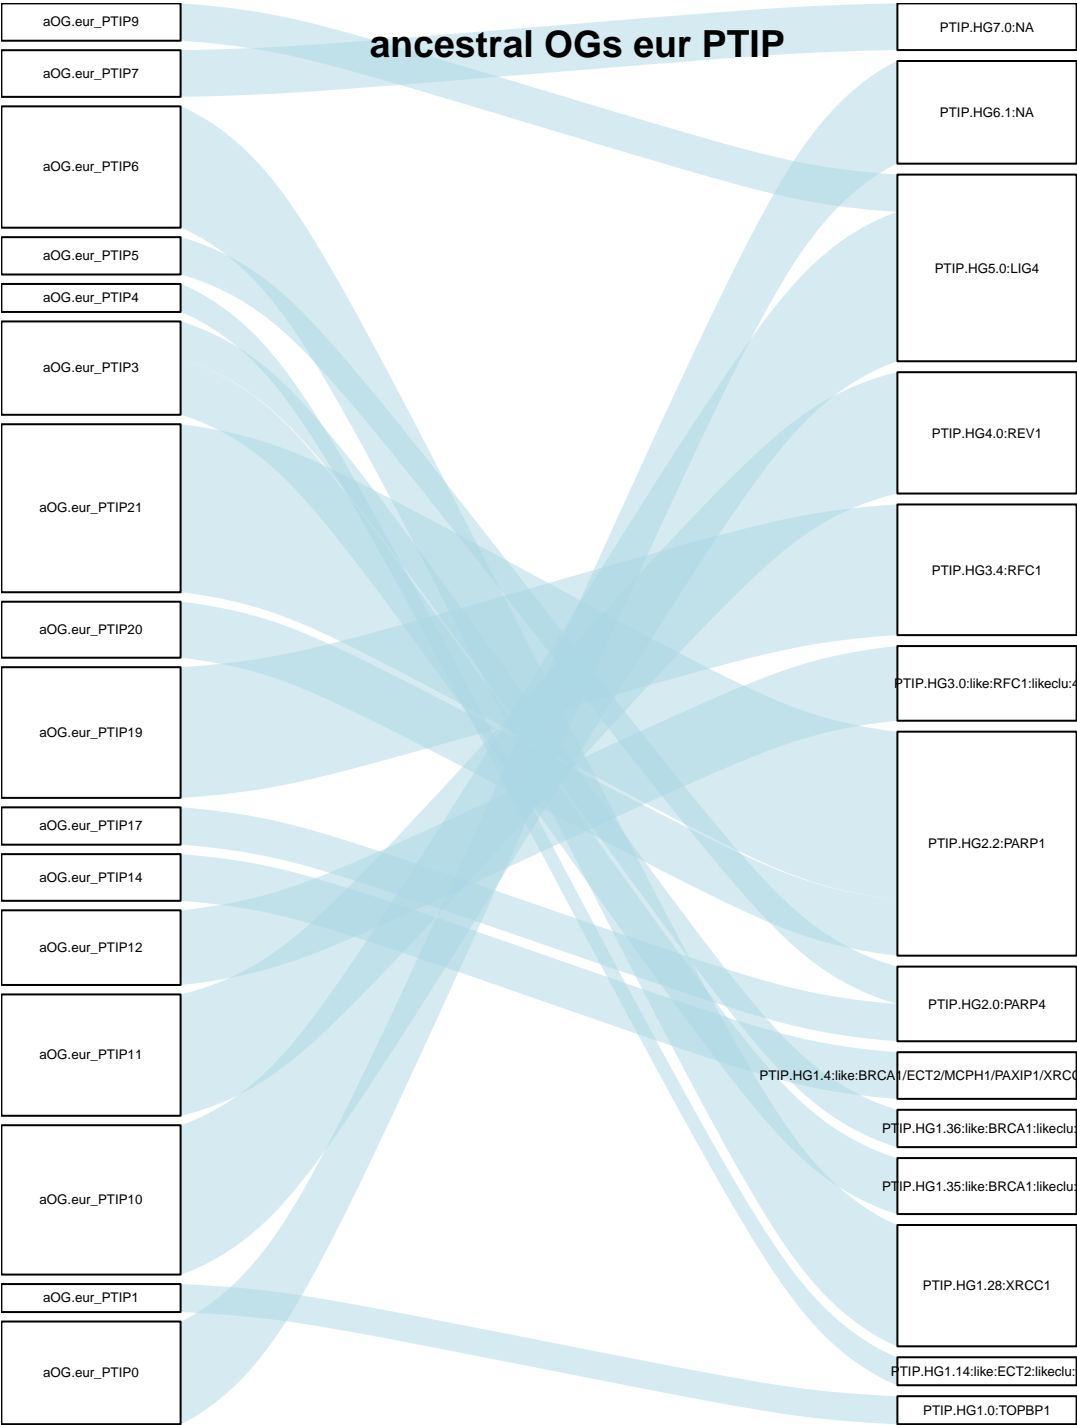 ancestral OGs eur PTIP
aOG.eur_PTIP9
aOG.eur_PTIP7
aOG.eur_PTIP6
aOG.eur_PTIP5
aOG.eur_PTIP4
aOG.eur_PTIP3
aOG.eur_PTIP21
aOG.eur_PTIP20
aOG.eur_PTIP19
aOG.eur_PTIP17
aOG.eur_PTIP14
aOG.eur_PTIP12
aOG.eur_PTIP11
aOG.eur_PTIP10
aOG.eur_PTIP1
aOG.eur_PTIP0
PTIP.HG7.0:NA
PTIP.HG6.1:NA
PTIP.HG5.0:LIG4
PTIP.HG4.0:REV1
PTIP.HG3.4:RFC1
PTIP.HG3.0:like:RFC1:likeclu:4
PTIP.HG2.2:PARP1
PTIP.HG2.0:PARP4
PTIP.HG1.4:like:BRCA1/ECT2/MCPH1/PAXIP1/XRCC
PTIP.HG1.36:like:BRCA1:likeclu:
PTIP.HG1.35:like:BRCA1:likeclu:
PTIP.HG1.28:XRCC1
PTIP.HG1.14:like:ECT2:likeclu:
PTIP.HG1.0:TOPBP1